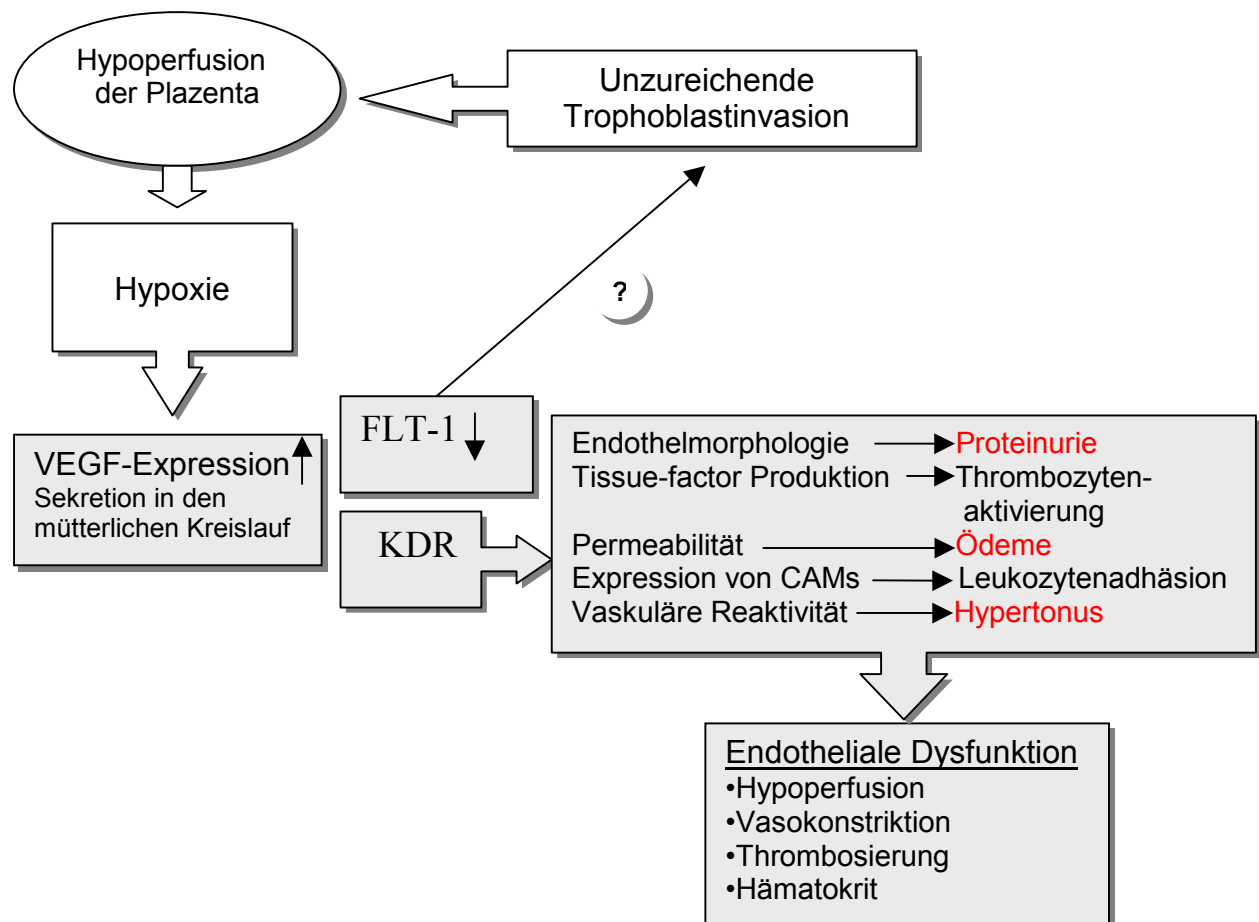 Hypoperfusion
der Plazenta
Unzureichende
Trophoblastinvasion
Hypoxie
?
VEGF-Expression
Sekretion in den
mütterlichen Kreislauf
FLT-1
KDR
Endothelmorphologie Proteinurie
Tissue-factor Produktion Thrombozyten-
aktivierung
Permeabilität Ödeme
Expression von CAMs Leukozytenadhäsion
Vaskuläre Reaktivität Hypertonus
Endotheliale Dysfunktion
•Hypoperfusion
•Vasokonstriktion
•Thrombosierung
•Hämatokrit